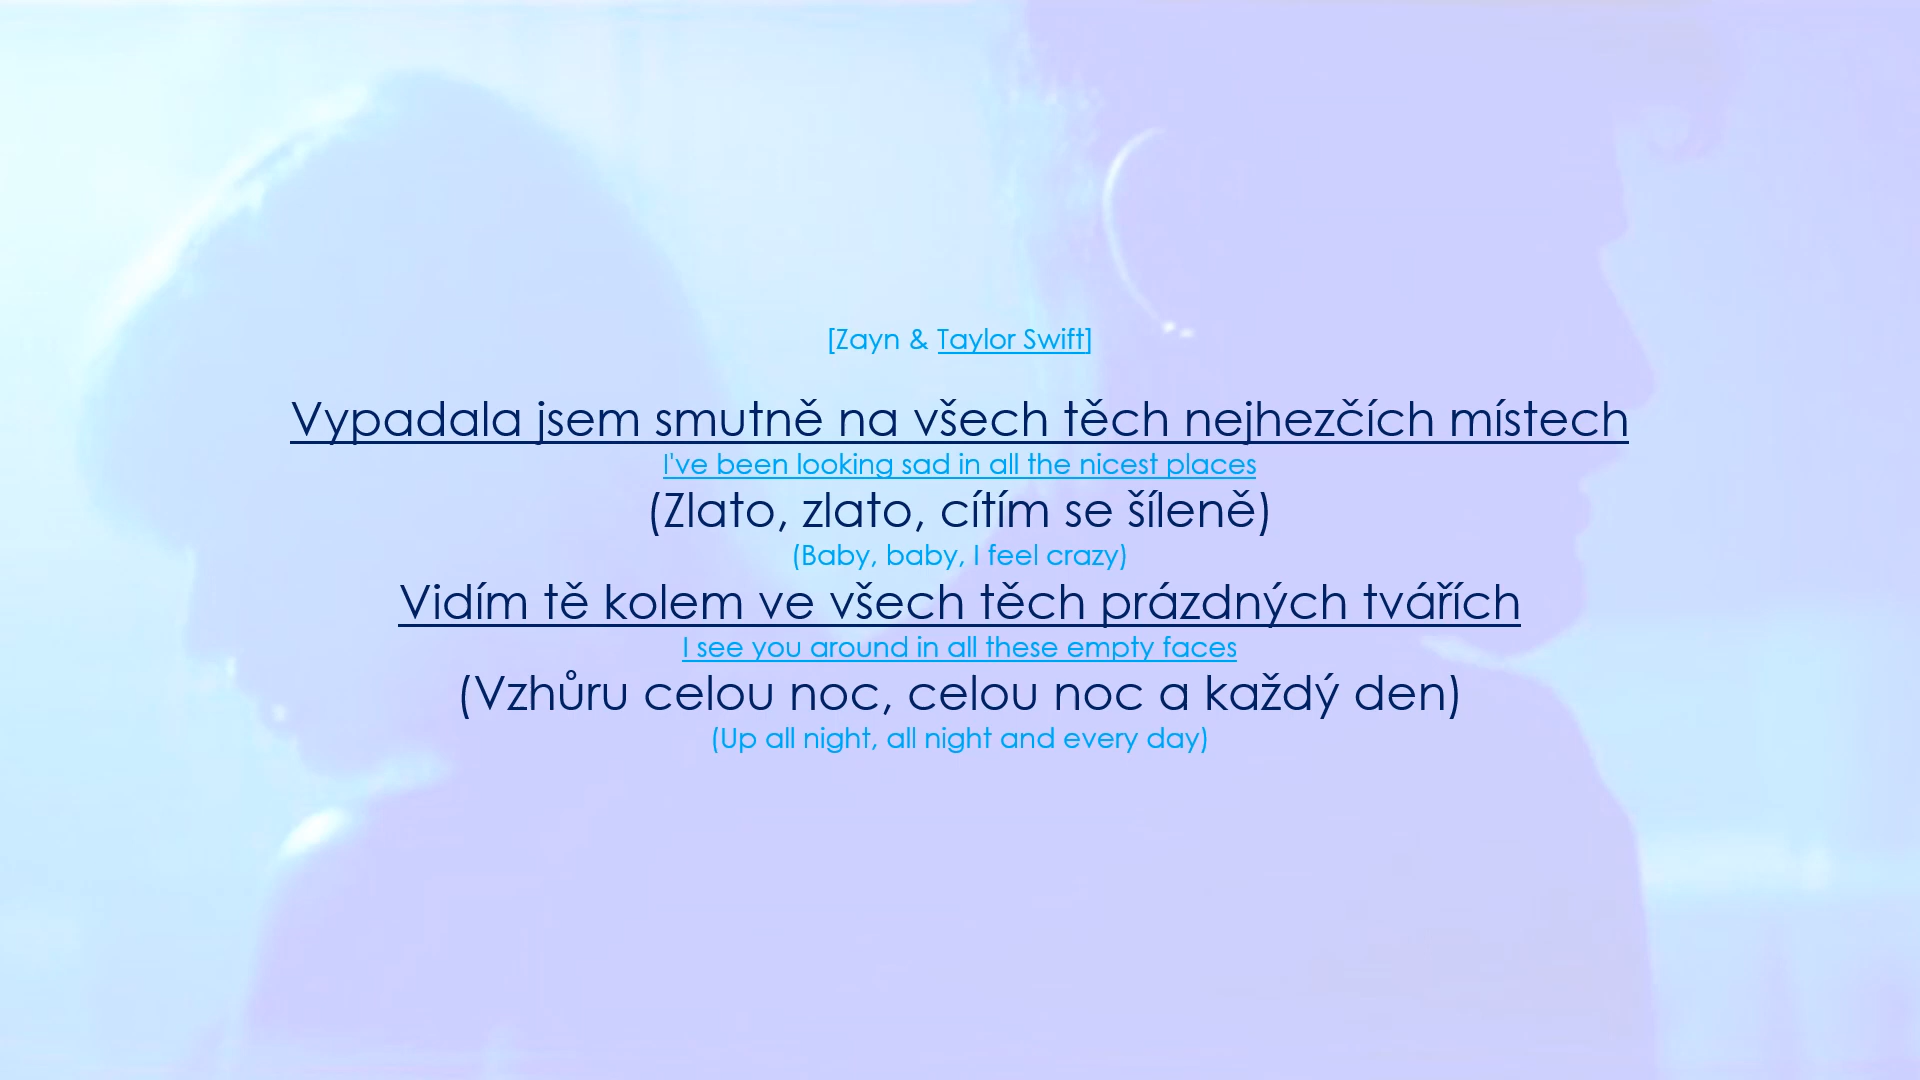 [Zayn & Taylor Swift]
Vypadala jsem smutně na všech těch nejhezčích místech
I've been looking sad in all the nicest places
(Zlato, zlato, cítím se šíleně)
(Baby, baby, I feel crazy)
Vidím tě kolem ve všech těch prázdných tvářích
I see you around in all these empty faces
(Vzhůru celou noc, celou noc a každý den)
(Up all night, all night and every day)